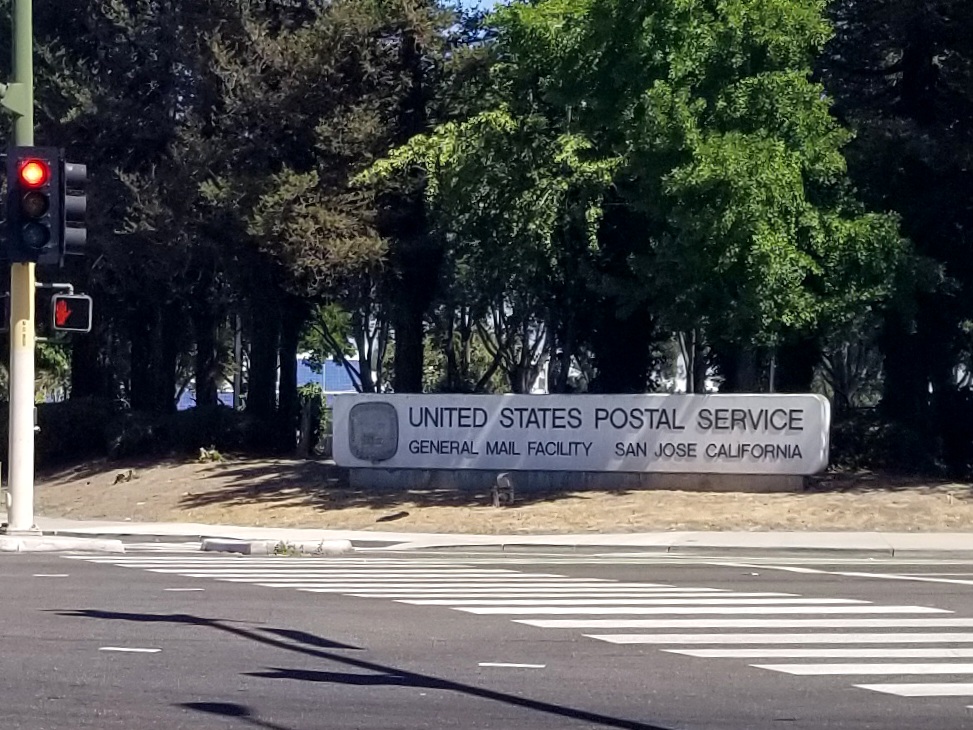 UNITED STATES POSTAL SERVICE
GENERAL MAIL FACILITY SAN JOSE CALIFORNIA